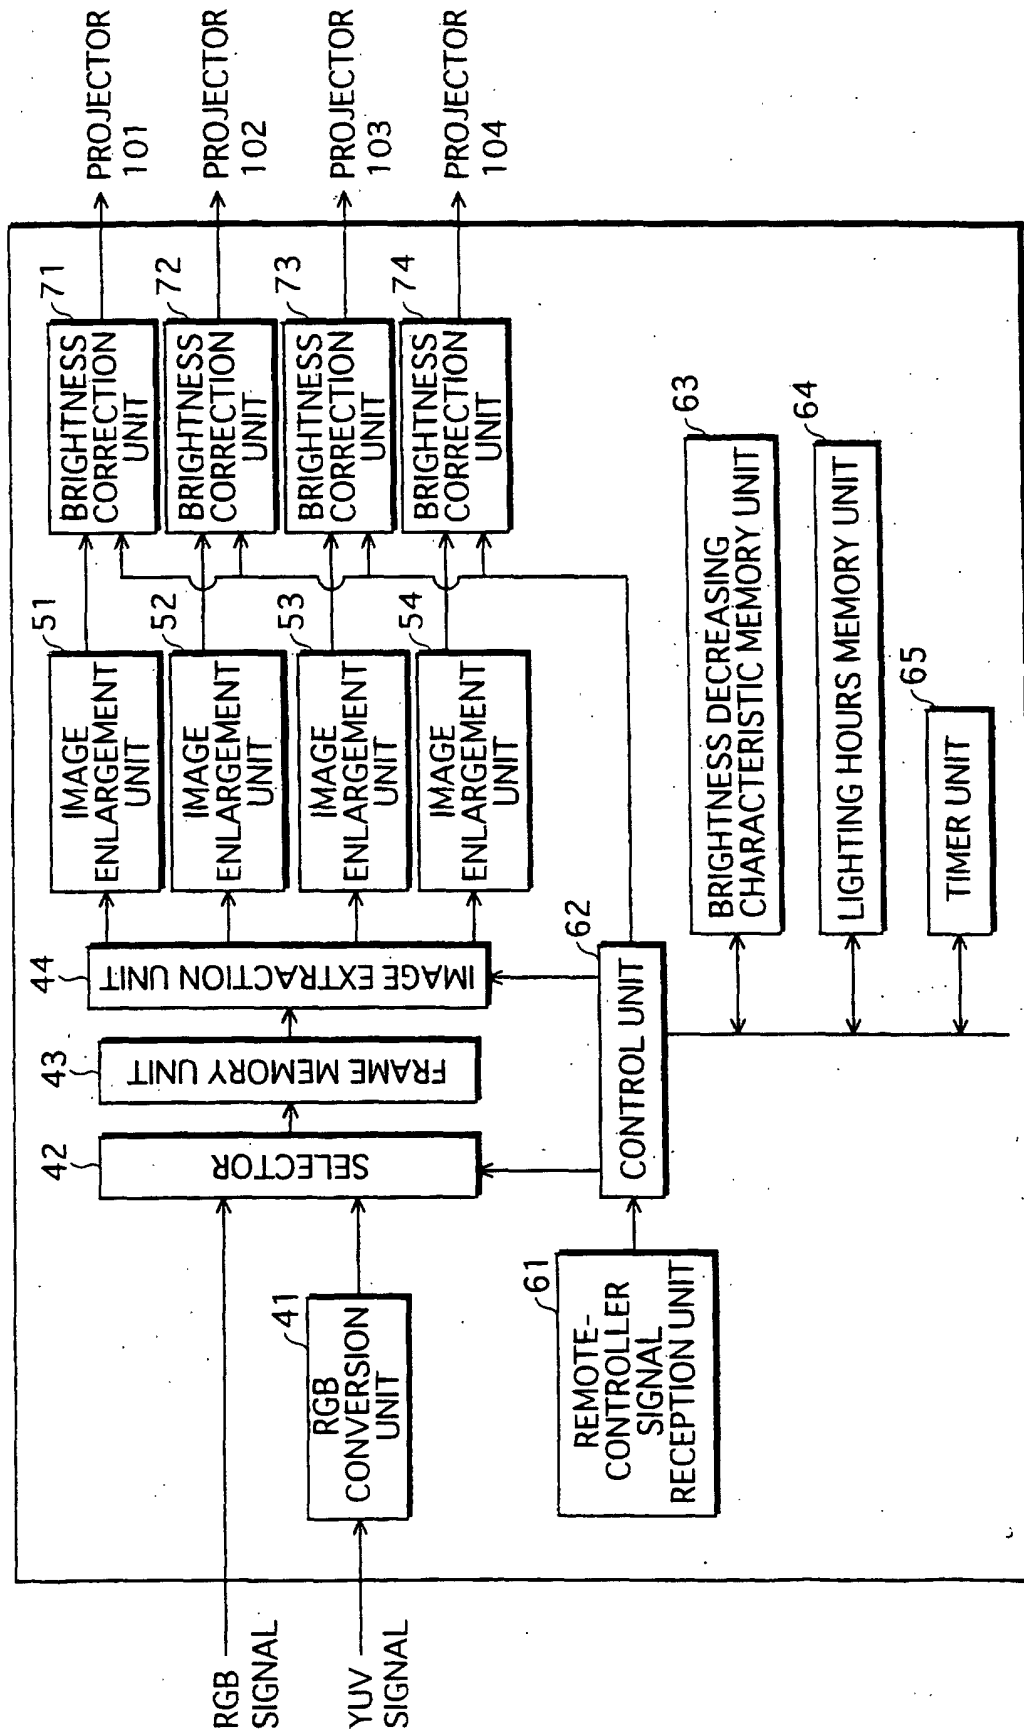 RGB
SIGNAL
YUV
SIGNAL
41
RGB
CONVERSION
UNIT
42
SELECTOR
43
FRAME MEMORY UNIT
44
IMAGE EXTRACTION UNIT
51
IMAGE
ENLARGEMENT
UNIT
52
IMAGE
ENLARGEMENT
UNIT
53
IMAGE
ENLARGEMENT
UNIT
54
IMAGE
ENLARGEMENT
UNIT
71
BRIGHTNESS
CORRECTION
UNIT
72
BRIGHTNESS
CORRECTION
UNIT
73
BRIGHTNESS
CORRECTION
UNIT
74
BRIGHTNESS
CORRECTION
UNIT
PROJECTOR
101
PROJECTOR
102
PROJECTOR
103
PROJECTOR
104
61
REMOTE-
CONTROLLER
SIGNAL
RECEPTION UNIT
62
CONTROL UNIT
63
BRIGHTNESS DECREASING
CHARACTERISTIC MEMORY UNIT
64
LIGHTING HOURS MEMORY UNIT
65
TIMER UNIT